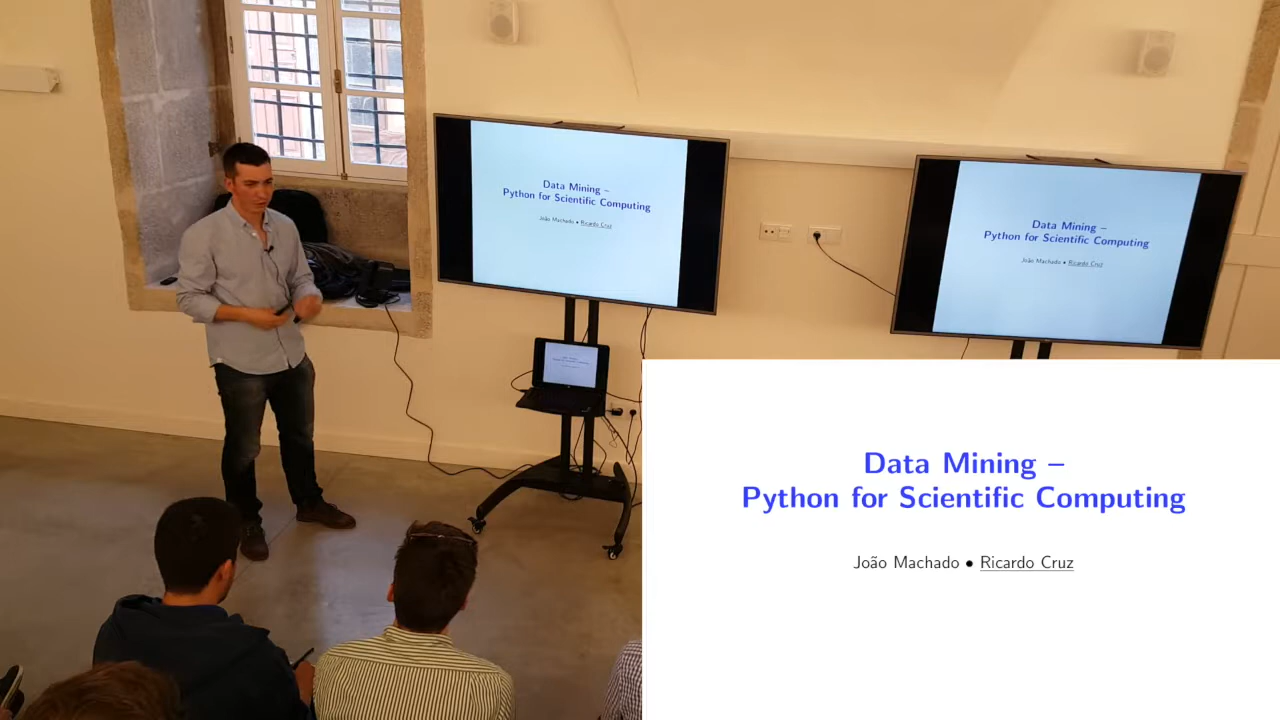 Data Mining –
Python for Scientific Computing
João Machado • Ricardo Cruz
Data Mining –
Python for Scientific Computing
João Machado • Ricardo Cruz
Data Mining –
Python for Scientific Computing
João Machado • Ricardo Cruz